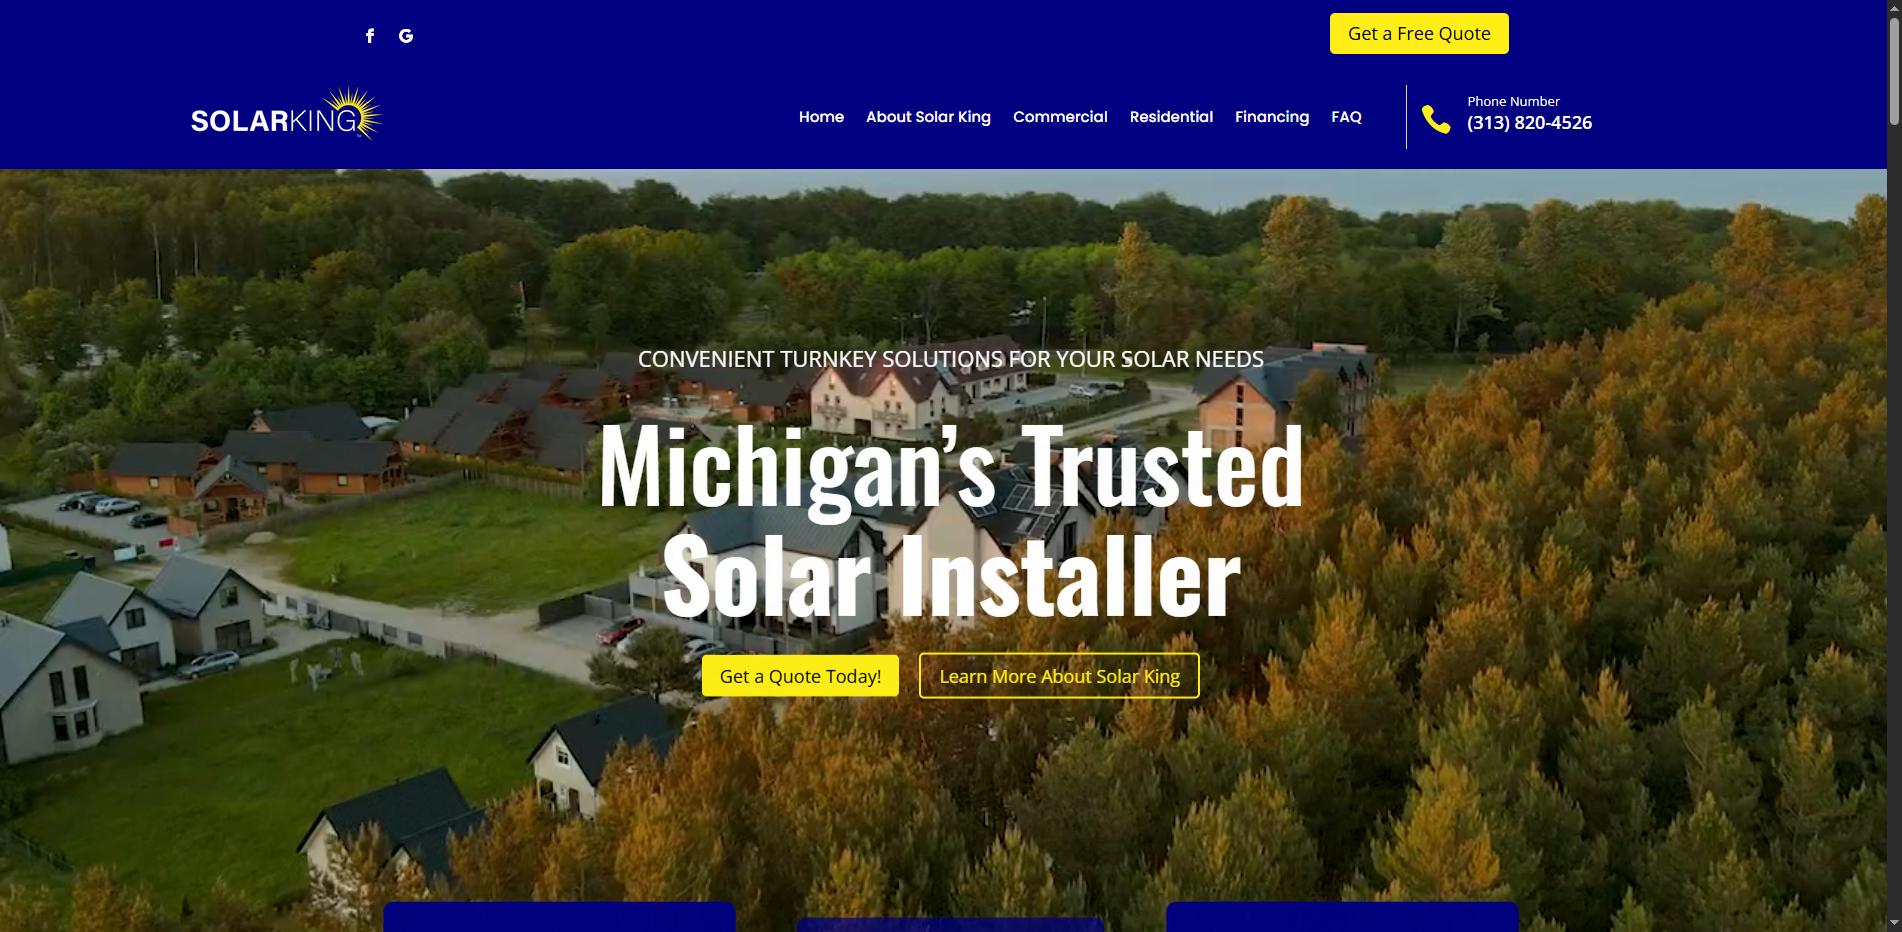 Get a Free Quote
SOLARKING
Home
About Solar King
Commercial
Residential
Financing
FAQ
Phone Number
(313) 820-4526
CONVENIENT TURNKEY SOLUTIONS FOR YOUR SOLAR NEEDS
Michigan’s Trusted
Solar Installer
Get a Quote Today!
Learn More About Solar King